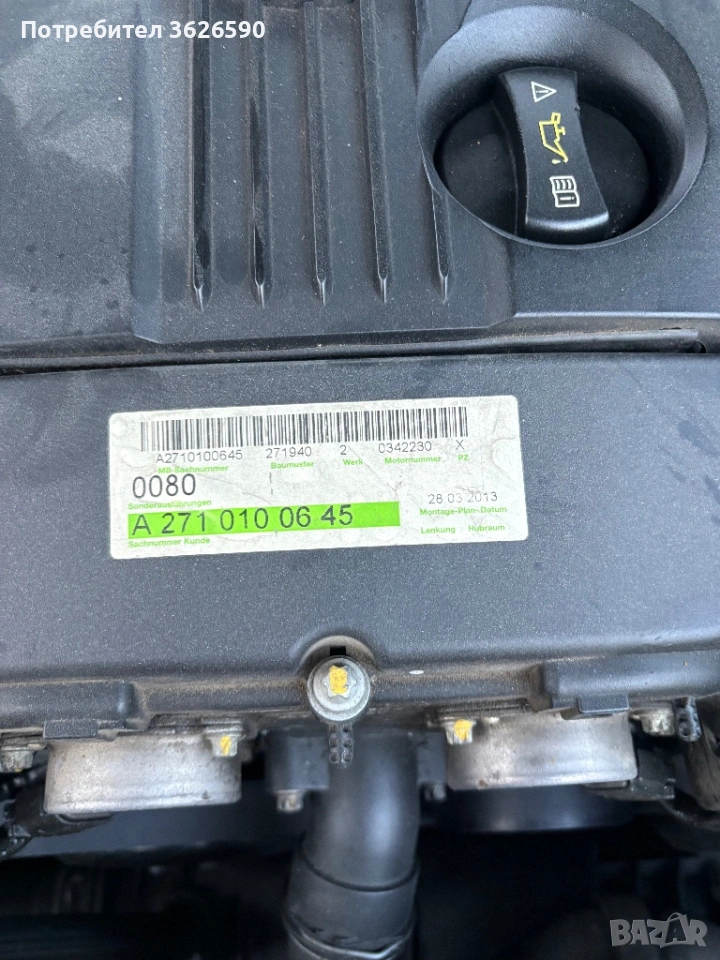 Потребител 3626590
A2710100645 271940 2 0342230 X
MB-Sachnummer Baumuster Werk Motornummer PZ
0080
28.03.2013
Sonderausführungen
Montage-Plan-Datum
A 271 010 06 45
Lenkung Hubraum
Sachnummer Kunde
BAZAR